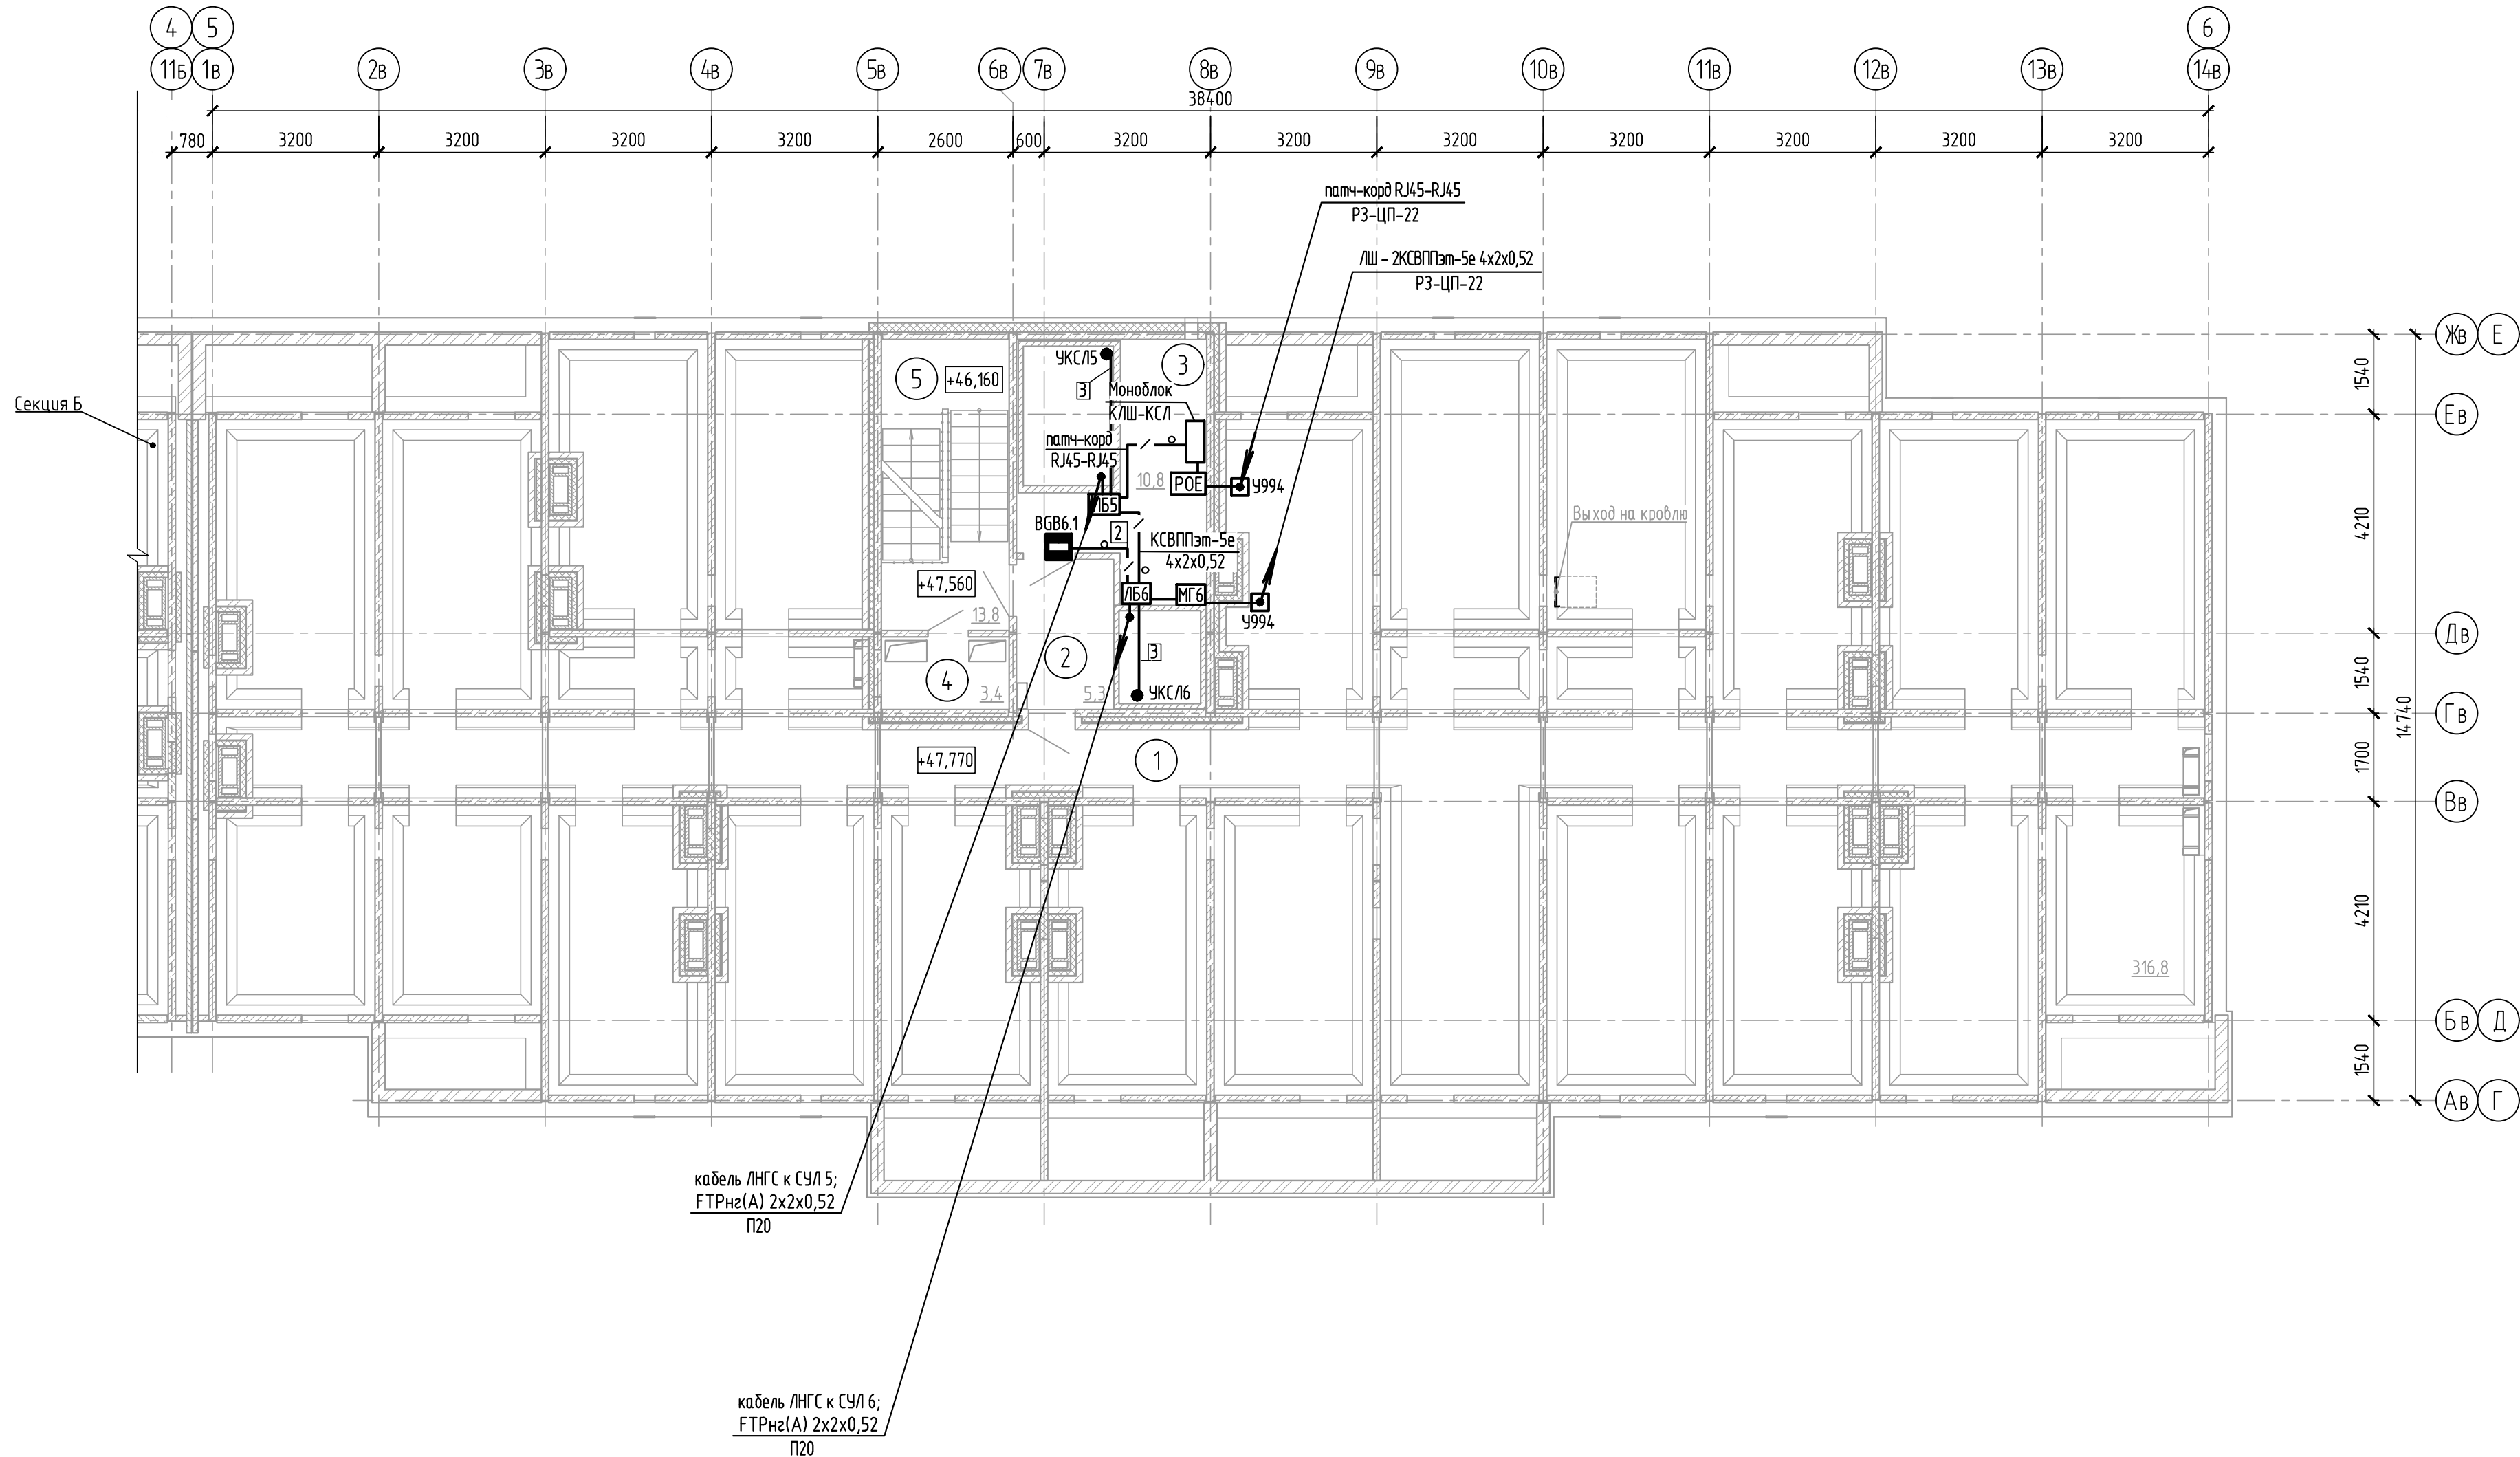 4 5 6
11Б 1В 2В 3В 4В 5В 6В 7В 8В 9В 10В 11В 12В 13В 14В
38400
780 3200 3200 3200 3200 2600 600 3200 3200 3200 3200 3200 3200 3200
патч-корд RJ45-RJ45
РЗ-ЦП-22
ЛШ - 2КСВППэт-5е 4х2х0,52
РЗ-ЦП-22
Жв Е
1540
Ев
4210
Дв
1540
Гв
14740
1700
Вв
4210
Бв Д
1540
Ав Г
Секция Б
УКСЛ5
3
5
+46,160
3
Моноблок
КЛШ-КСЛ
патч-корд
RJ45-RJ45
10,8
РОЕ
У994
ЛБ5
BGB6.1
2
КСВППэт-5е
4х2х0,52
Выход на кровлю
+47,560
ЛБ6
МГ6
У994
13,8
2
3
4
3,4
5,3
УКСЛ6
+47,770
1
316,8
кабель ЛНГС к СУЛ 5;
FTPнг(А) 2х2х0,52
П20
кабель ЛНГС к СУЛ 6;
FTPнг(А) 2х2х0,52
П20